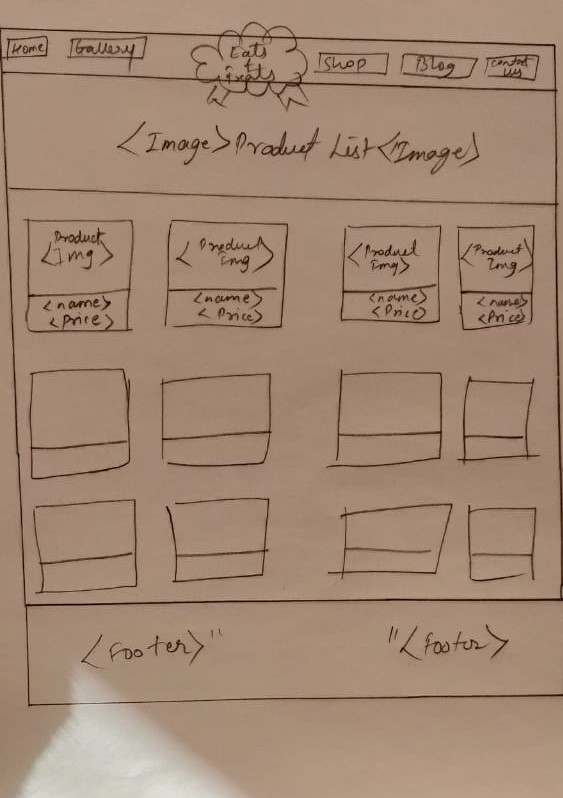 Home
Gallery
Eats
&
Treats
Shop
Blog
Contact
Us
<Image> Product List <Image>
Product
<Img>
<name>
<Price>
<Product
Img>
<name>
<Price>
<Product
Img>
<name>
<Price>
<Product
Img>
<name>
<Price>
<Footer>"
"<Footer>